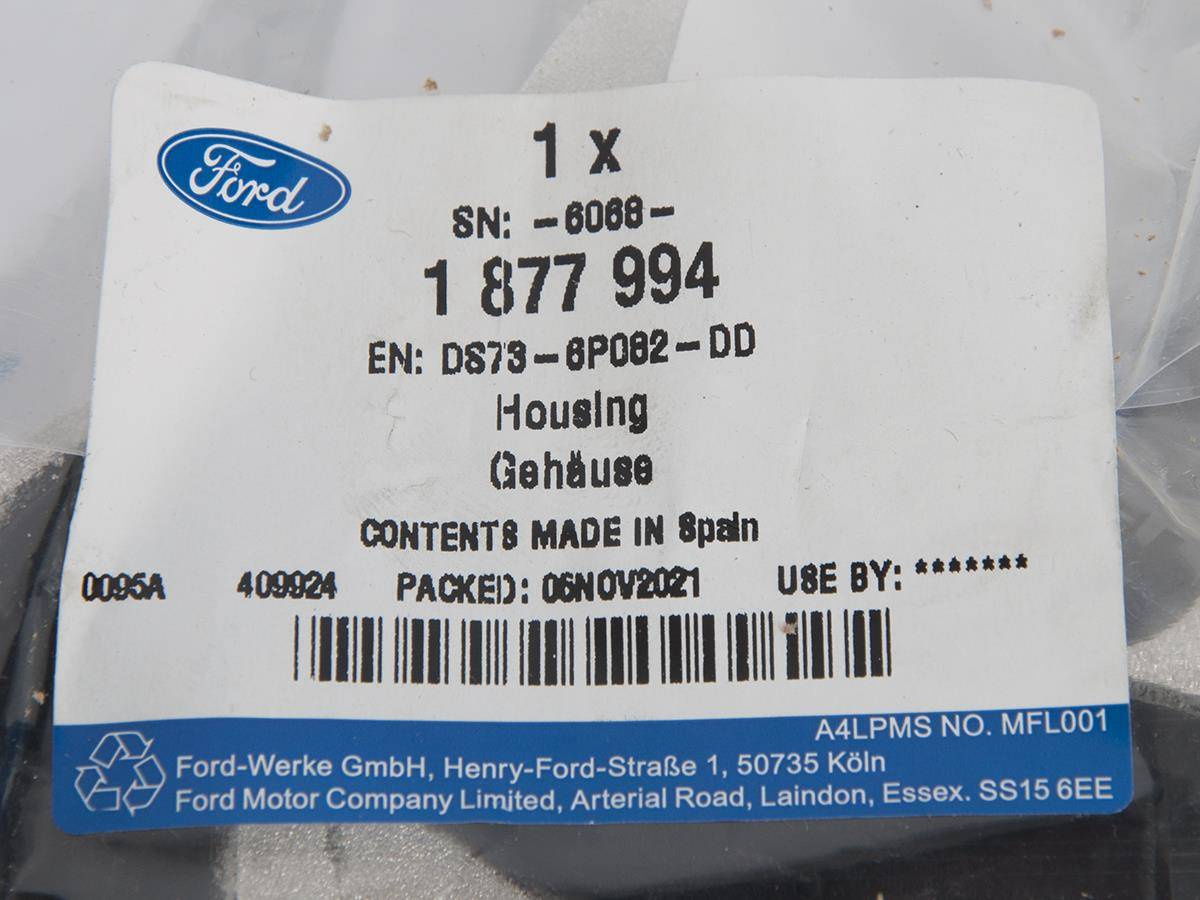 Ford
1 x
SN: -6068-
1 877 994
EN: DS73-6P082-DD
Housing
Gehäuse
CONTENTS MADE IN Spain
0095A 409924 PACKED: 06NOV2021 USE BY: *******
A4LPMS NO. MFL001
Ford-Werke GmbH, Henry-Ford-Straße 1, 50735 Köln
Ford Motor Company Limited, Arterial Road, Laindon, Essex. SS15 6EE